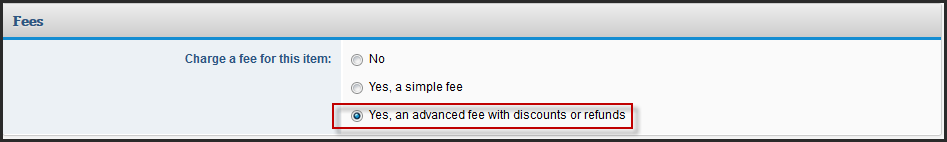 Fees
Charge a fee for this item:
No
Yes, a simple fee
Yes, an advanced fee with discounts or refunds